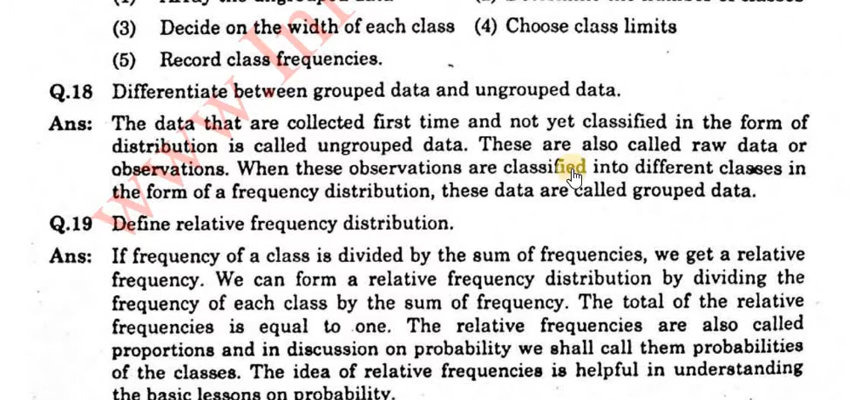 (3) Decide on the width of each class (4) Choose class limits
(5) Record class frequencies.
Q.18 Differentiate between grouped data and ungrouped data.
Ans: The data that are collected first time and not yet classified in the form of
distribution is called ungrouped data. These are also called raw data or
observations. When these observations are classified into different classes in
the form of a frequency distribution, these data are called grouped data.
Q.19 Define relative frequency distribution.
Ans: If frequency of a class is divided by the sum of frequencies, we get a relative
frequency. We can form a relative frequency distribution by dividing the
frequency of each class by the sum of frequency. The total of the relative
frequencies is equal to one. The relative frequencies are also called
proportions and in discussion on probability we shall call them probabilities
of the classes. The idea of relative frequencies is helpful in understanding
the basic lessons on probability.